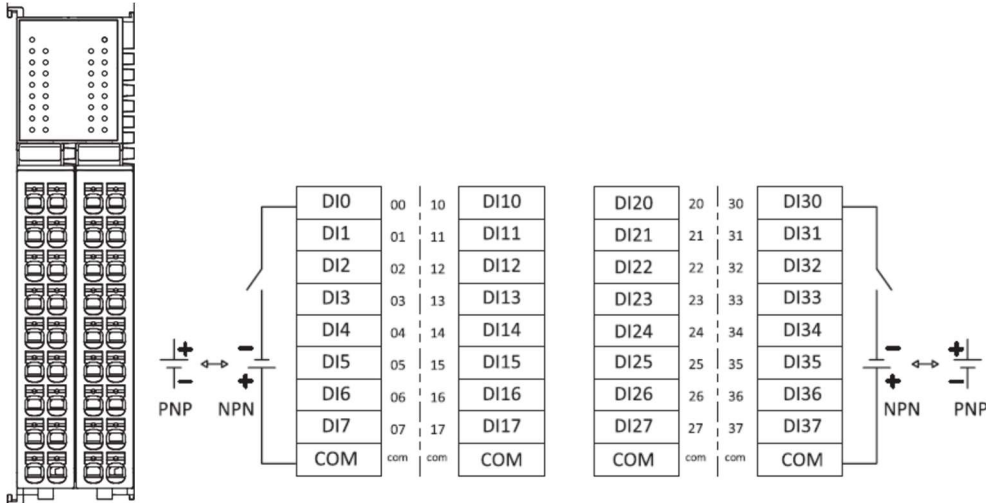 DI0 00 10 DI10 DI20 20 30 DI30
DI1 01 11 DI11 DI21 21 31 DI31
DI2 02 12 DI12 DI22 22 32 DI32
DI3 03 13 DI13 DI23 23 33 DI33
DI4 04 14 DI14 DI24 24 34 DI34
+ − DI5 05 15 DI15 DI25 25 35 DI35 − +
− + DI6 06 16 DI16 DI26 26 36 DI36 + −
PNP NPN DI7 07 17 DI17 DI27 27 37 DI37 NPN PNP
COM com com COM COM com com COM